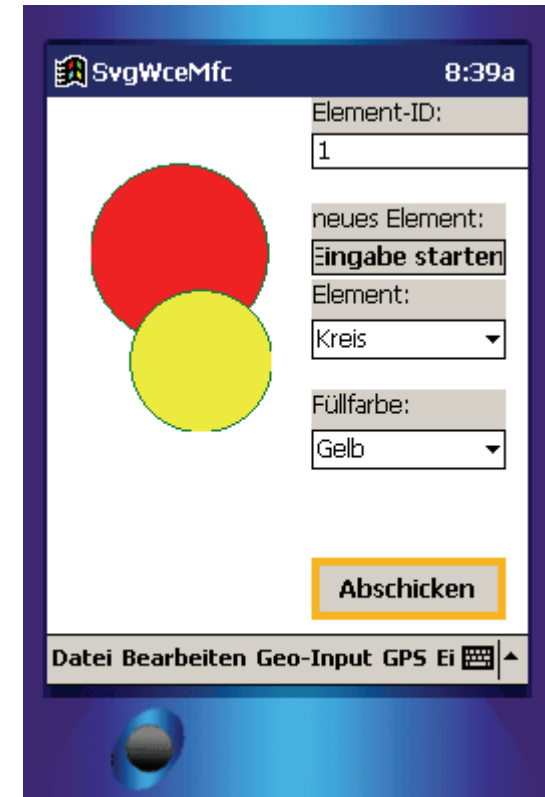 SvgWceMfc 8:39a
Element-ID:
1
neues Element:
Eingabe starten
Element:
Kreis
Füllfarbe:
Gelb
Abschicken
Datei Bearbeiten Geo-Input GPS Ei